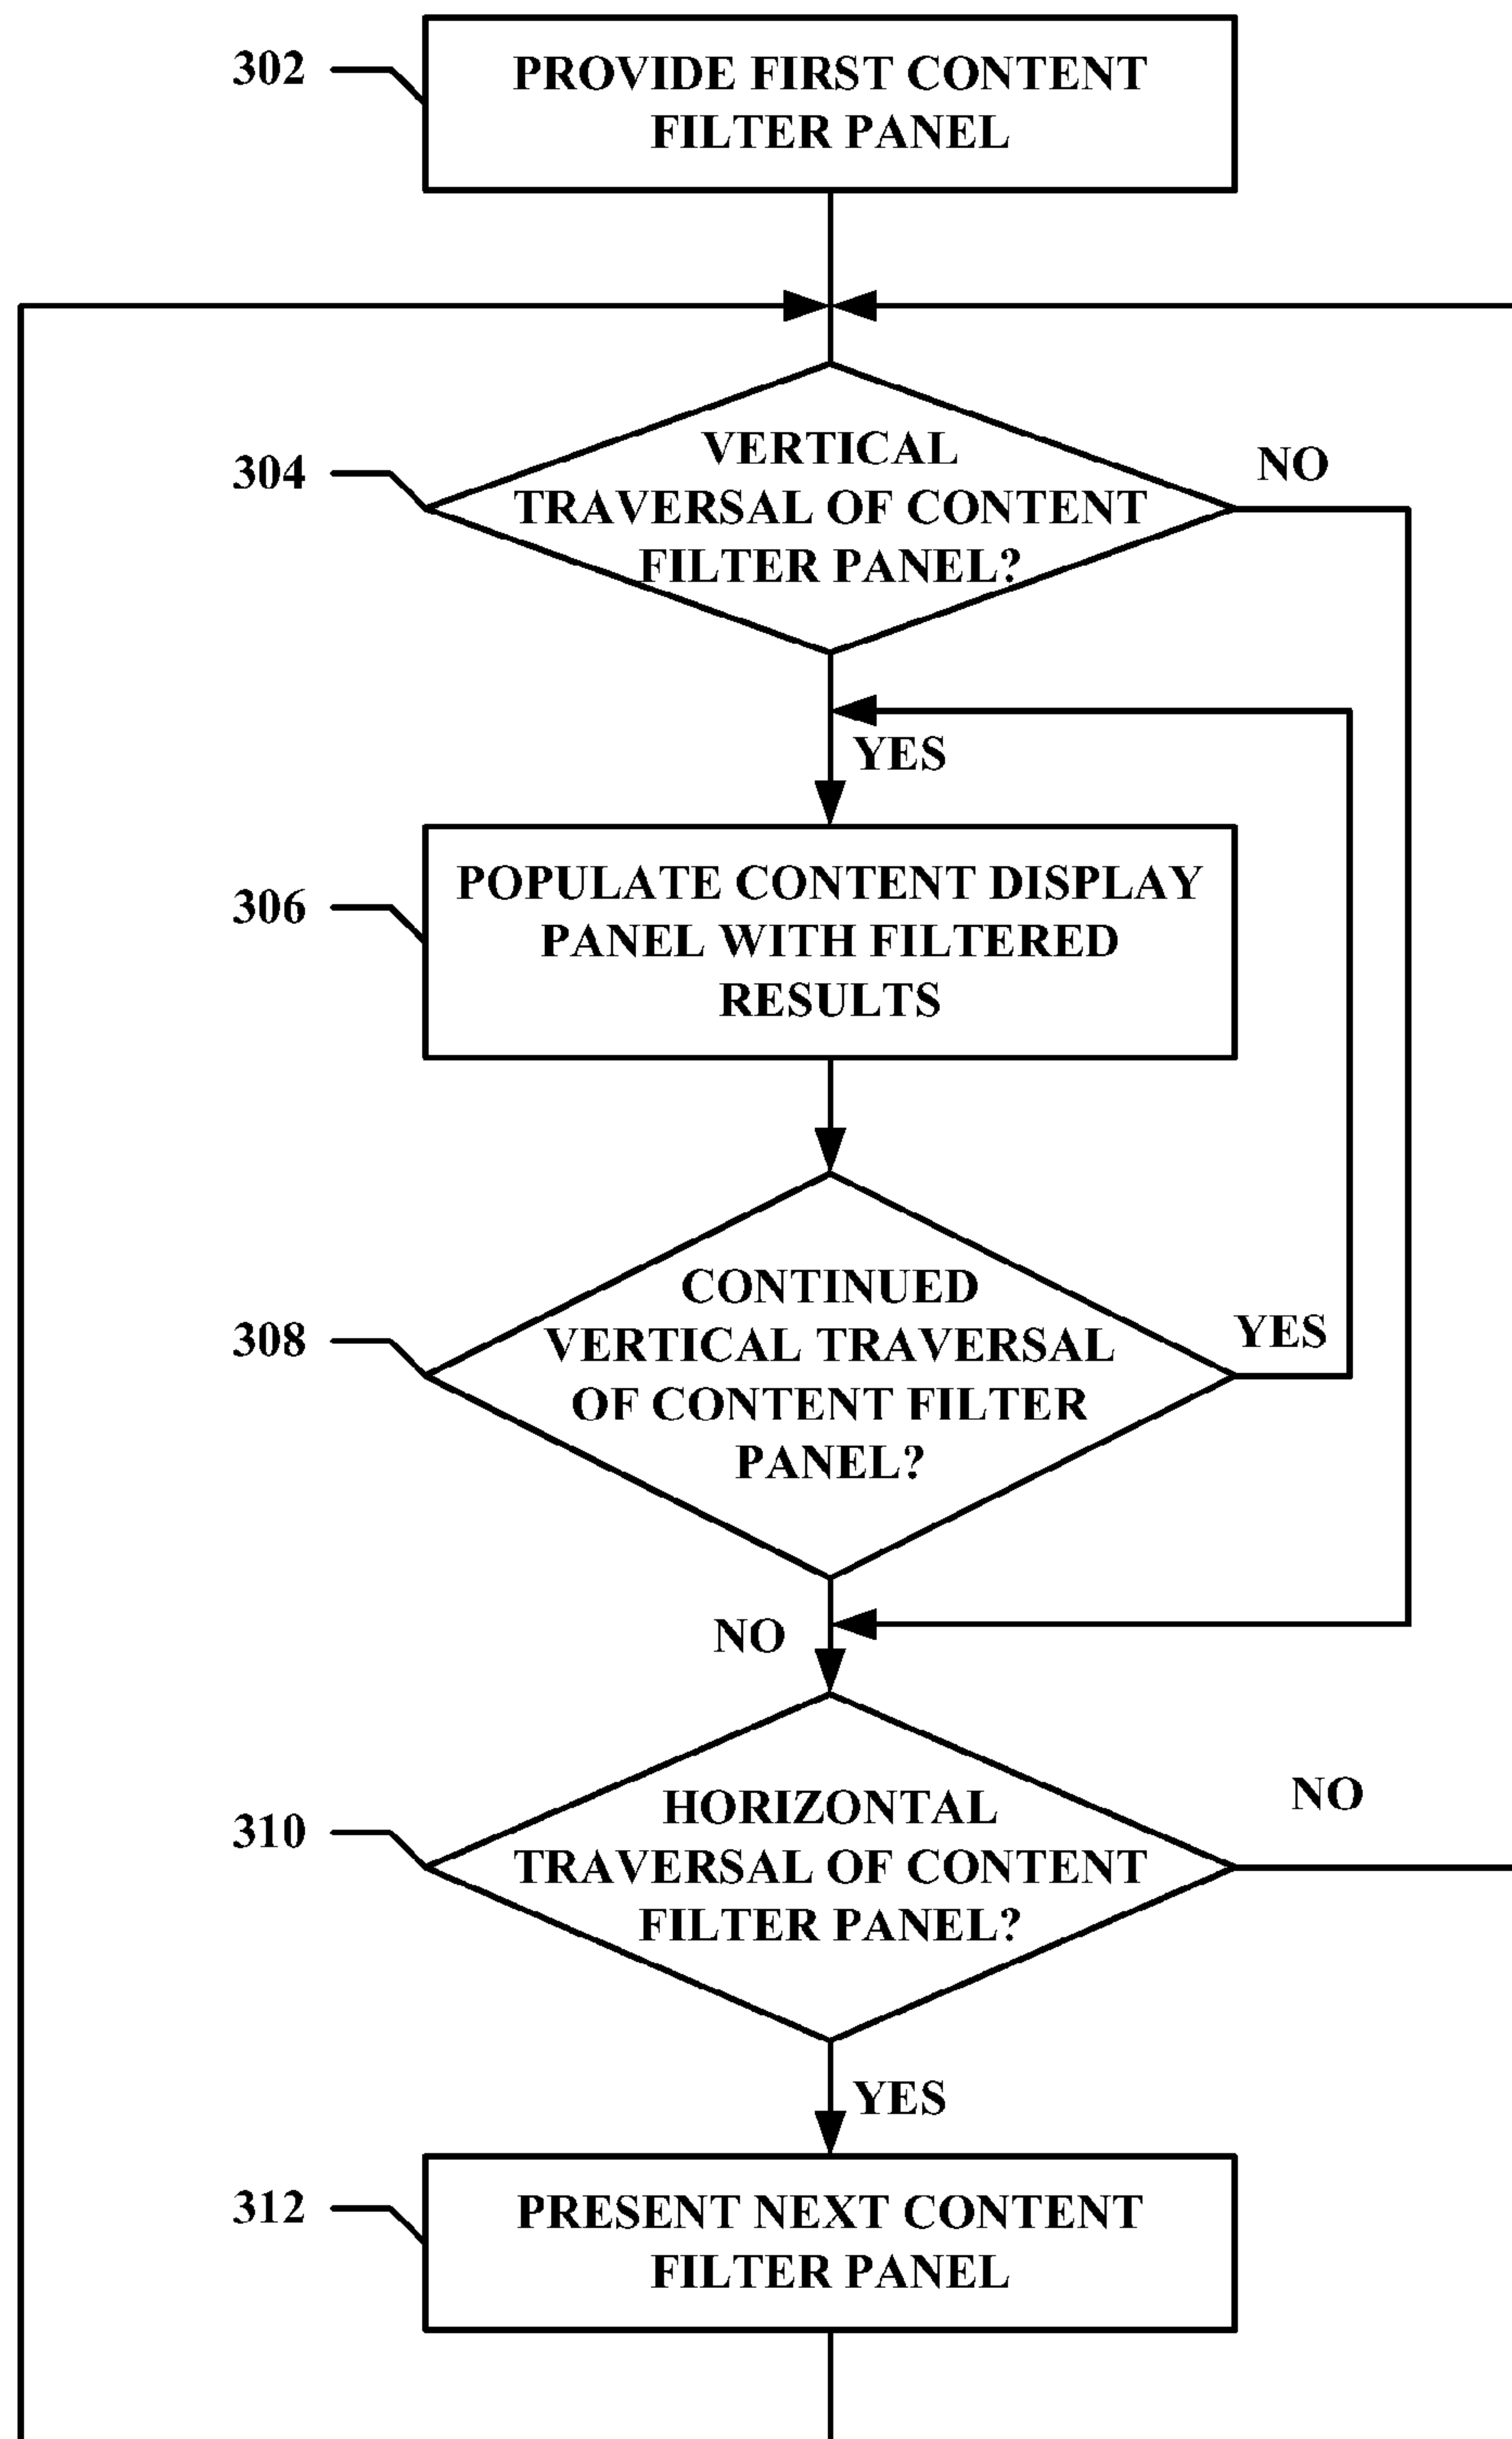 302
PROVIDE FIRST CONTENT
FILTER PANEL
304
VERTICAL
TRAVERSAL OF CONTENT
FILTER PANEL?
NO
YES
306
POPULATE CONTENT DISPLAY
PANEL WITH FILTERED
RESULTS
308
CONTINUED
VERTICAL TRAVERSAL
OF CONTENT FILTER
PANEL?
YES
NO
310
HORIZONTAL
TRAVERSAL OF CONTENT
FILTER PANEL?
NO
YES
312
PRESENT NEXT CONTENT
FILTER PANEL